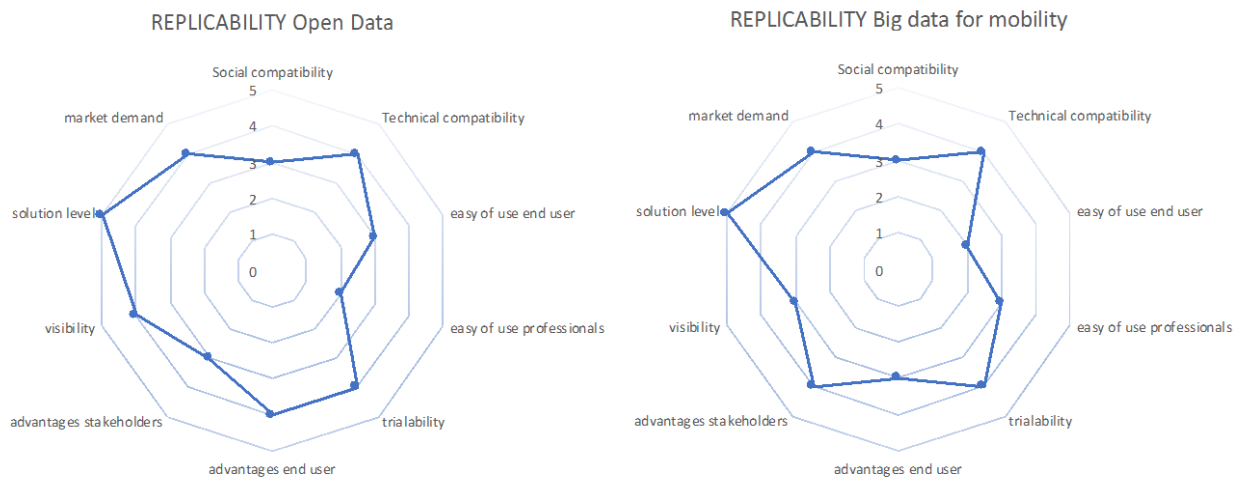 REPLICABILITY Open Data
Social compatibility
5
market demand
Technical compatibility
4
3
solution level
2
easy of use end user
1
0
visibility
easy of use professionals
advantages stakeholders
trialability
advantages end user
REPLICABILITY Big data for mobility
Social compatibility
5
market demand
Technical compatibility
4
3
solution level
2
easy of use end user
1
0
visibility
easy of use professionals
advantages stakeholders
trialability
advantages end user